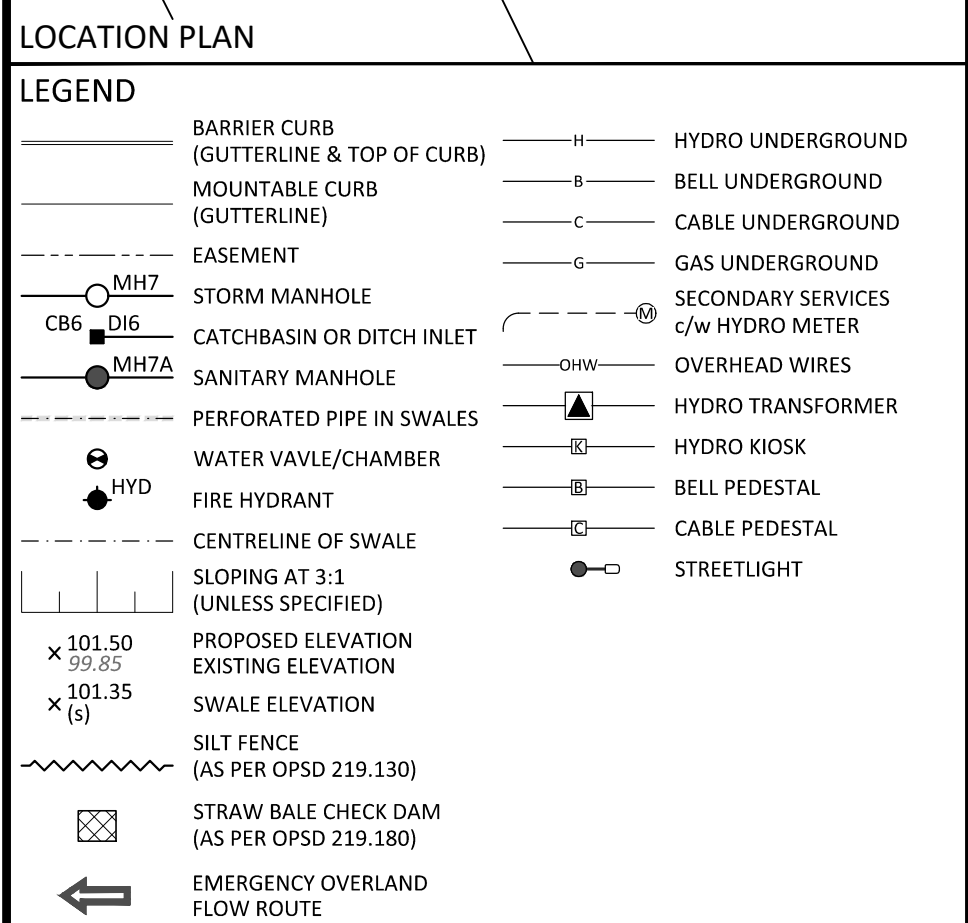 LOCATION PLAN
LEGEND
BARRIER CURB
(GUTTERLINE & TOP OF CURB)
MOUNTABLE CURB
(GUTTERLINE)
EASEMENT
MH7
STORM MANHOLE
CB6 DI6
CATCHBASIN OR DITCH INLET
MH7A
SANITARY MANHOLE
PERFORATED PIPE IN SWALES
WATER VAVLE/CHAMBER
HYD
FIRE HYDRANT
CENTRELINE OF SWALE
SLOPING AT 3:1
(UNLESS SPECIFIED)
101.50 PROPOSED ELEVATION
99.85 EXISTING ELEVATION
101.35
(s)
SWALE ELEVATION
SILT FENCE
(AS PER OPSD 219.130)
STRAW BALE CHECK DAM
(AS PER OPSD 219.180)
EMERGENCY OVERLAND
FLOW ROUTE
H HYDRO UNDERGROUND
B BELL UNDERGROUND
C CABLE UNDERGROUND
G GAS UNDERGROUND
SECONDARY SERVICES
M
c/w HYDRO METER
OHW OVERHEAD WIRES
HYDRO TRANSFORMER
K HYDRO KIOSK
B BELL PEDESTAL
C CABLE PEDESTAL
STREETLIGHT